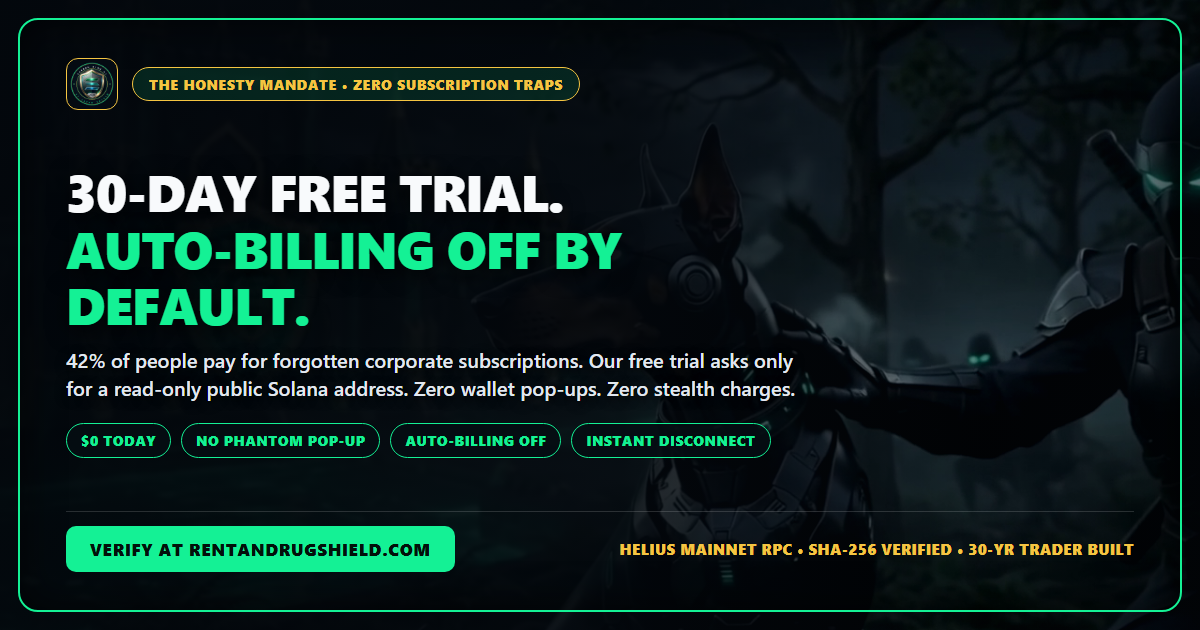 THE HONESTY MANDATE • ZERO SUBSCRIPTION TRAPS
30-DAY FREE TRIAL.
AUTO-BILLING OFF BY
DEFAULT.
42% of people pay for forgotten corporate subscriptions. Our free trial asks only
for a read-only public Solana address. Zero wallet pop-ups. Zero stealth charges.
$0 TODAY
NO PHANTOM POP-UP
AUTO-BILLING OFF
INSTANT DISCONNECT
VERIFY AT RENTANDRUGSHIELD.COM
HELIUS MAINNET RPC • SHA-256 VERIFIED • 30-YR TRADER BUILT